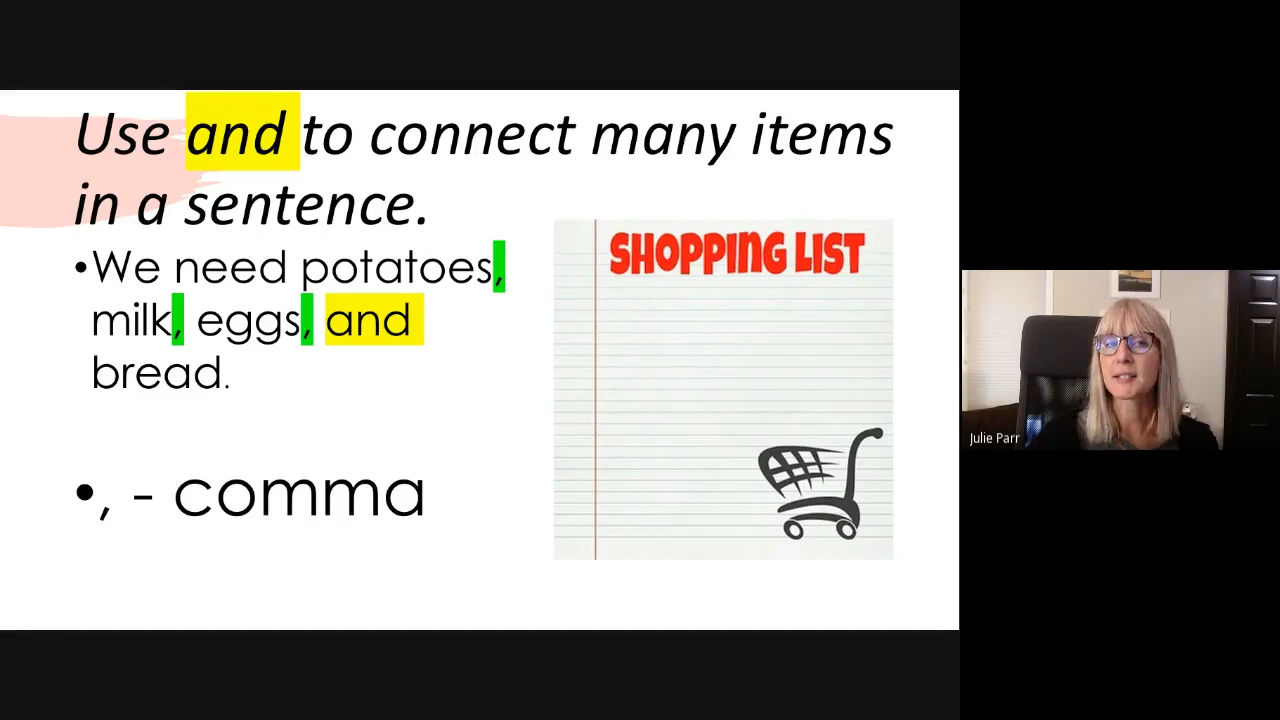 Use and to connect many items
in a sentence.
•We need potatoes,
milk, eggs, and
bread.
•, - comma
SHOPPING LIST
Julie Parr